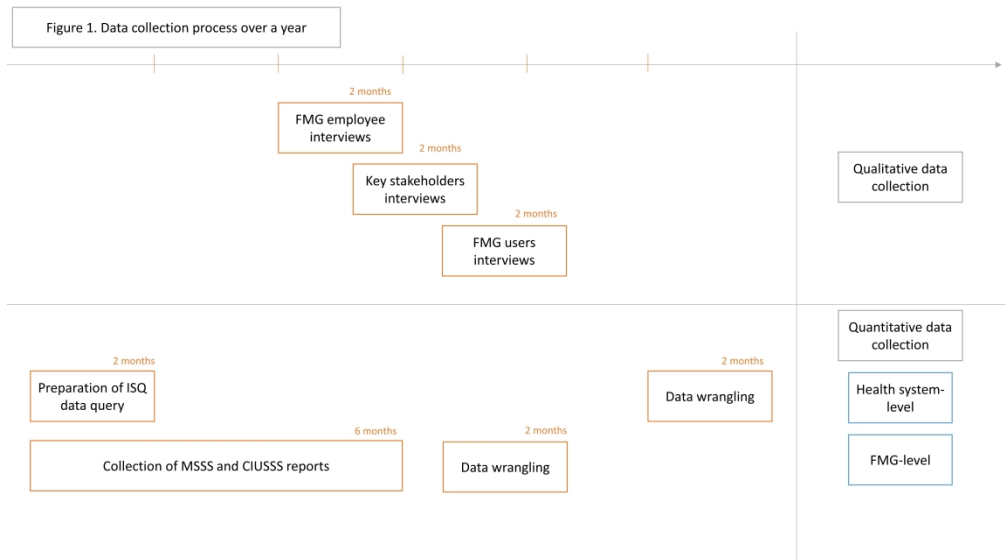 Figure 1. Data collection process over a year
2 months
FMG employee
interviews
2 months
Key stakeholders
interviews
2 months
FMG users
interviews
Qualitative data
collection
Quantitative data
collection
2 months
Preparation of ISQ
data query
2 months
Data wrangling
Health system-
level
6 months
Collection of MSSS and CIUSSS reports
2 months
Data wrangling
FMG-level